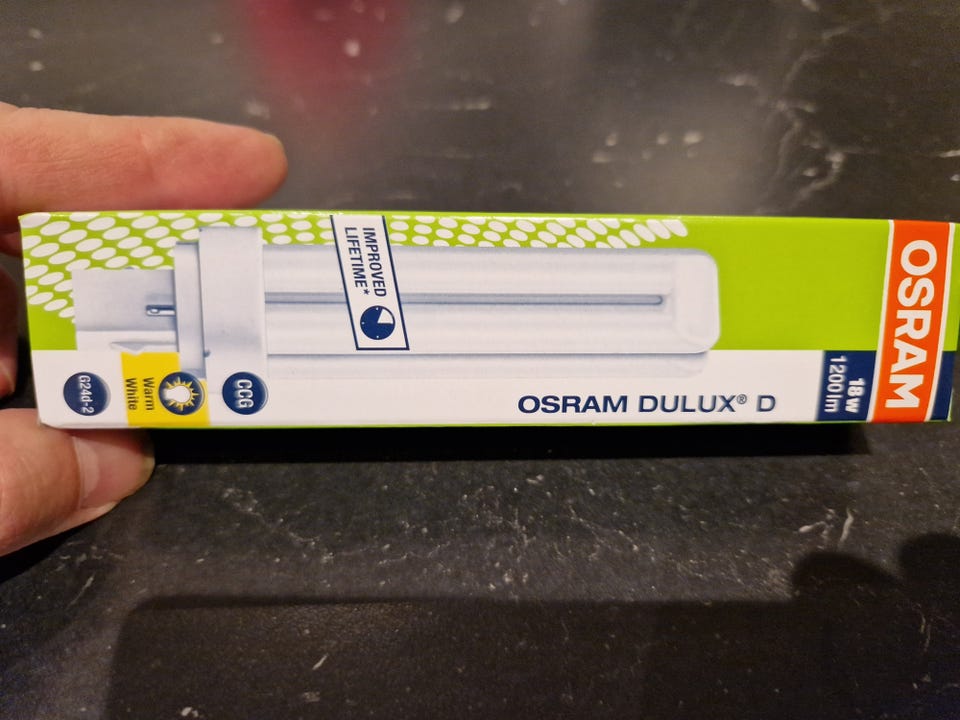 IMPROVED
LIFETIME*
G24d-2
Warm
White
CCG
OSRAM DULUX® D
18W
1200lm
OSRAM